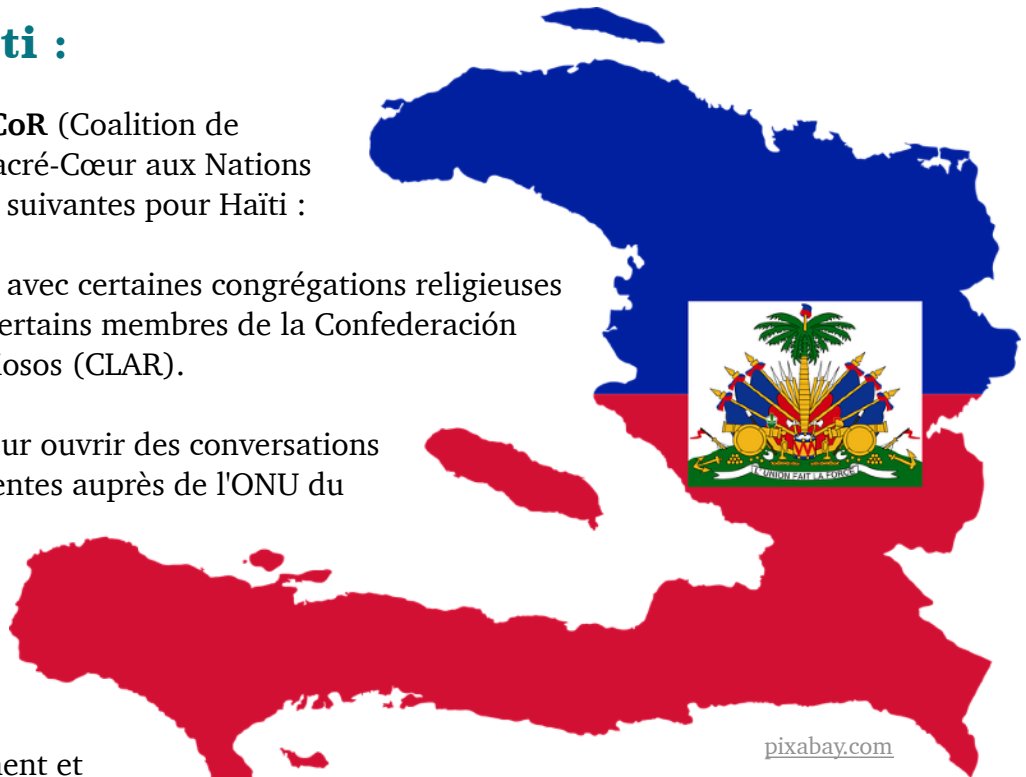 ti :
CoR (Coalition de
acré-Cœur aux Nations
suivantes pour Haïti :
avec certaines congrégations religieuses
ertains membres de la Confederación
iosos (CLAR).
ur ouvrir des conversations
entes auprès de l'ONU du
L'UNION FAIT LA FORCE
pixabay.com
ent et